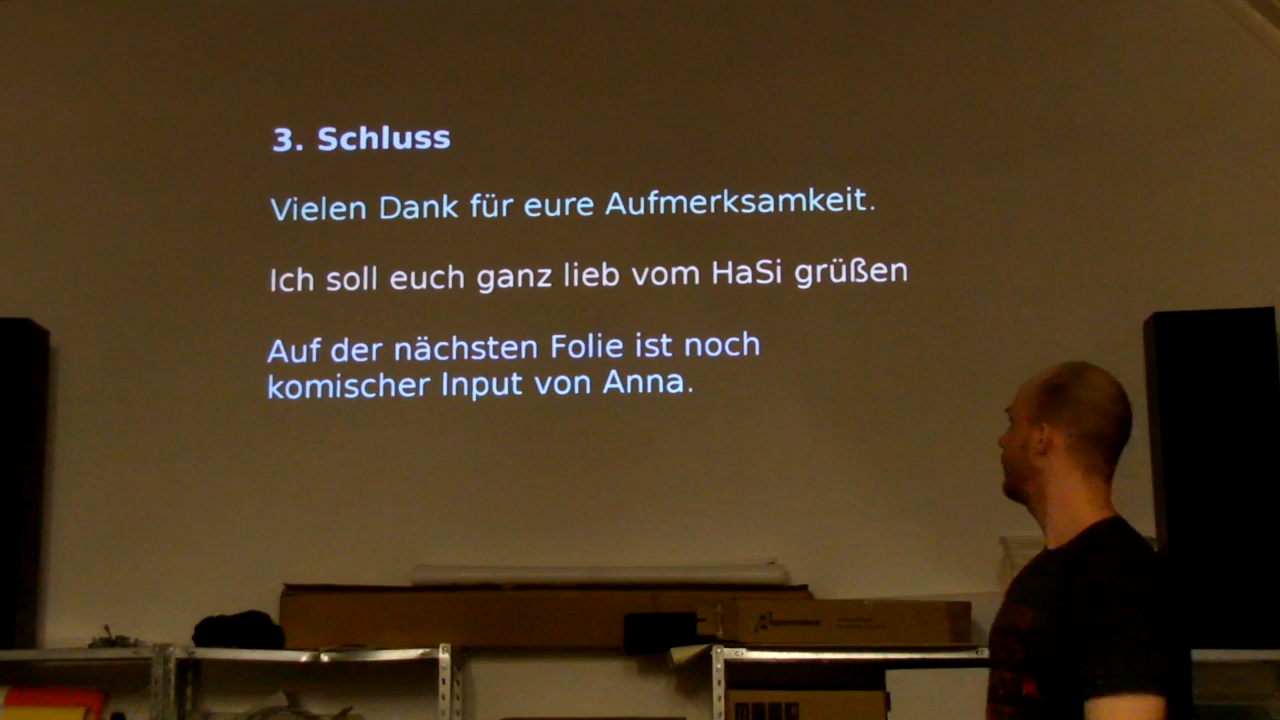 3. Schluss
Vielen Dank für eure Aufmerksamkeit.
Ich soll euch ganz lieb vom HaSi grüßen
Auf der nächsten Folie ist noch
komischer Input von Anna.